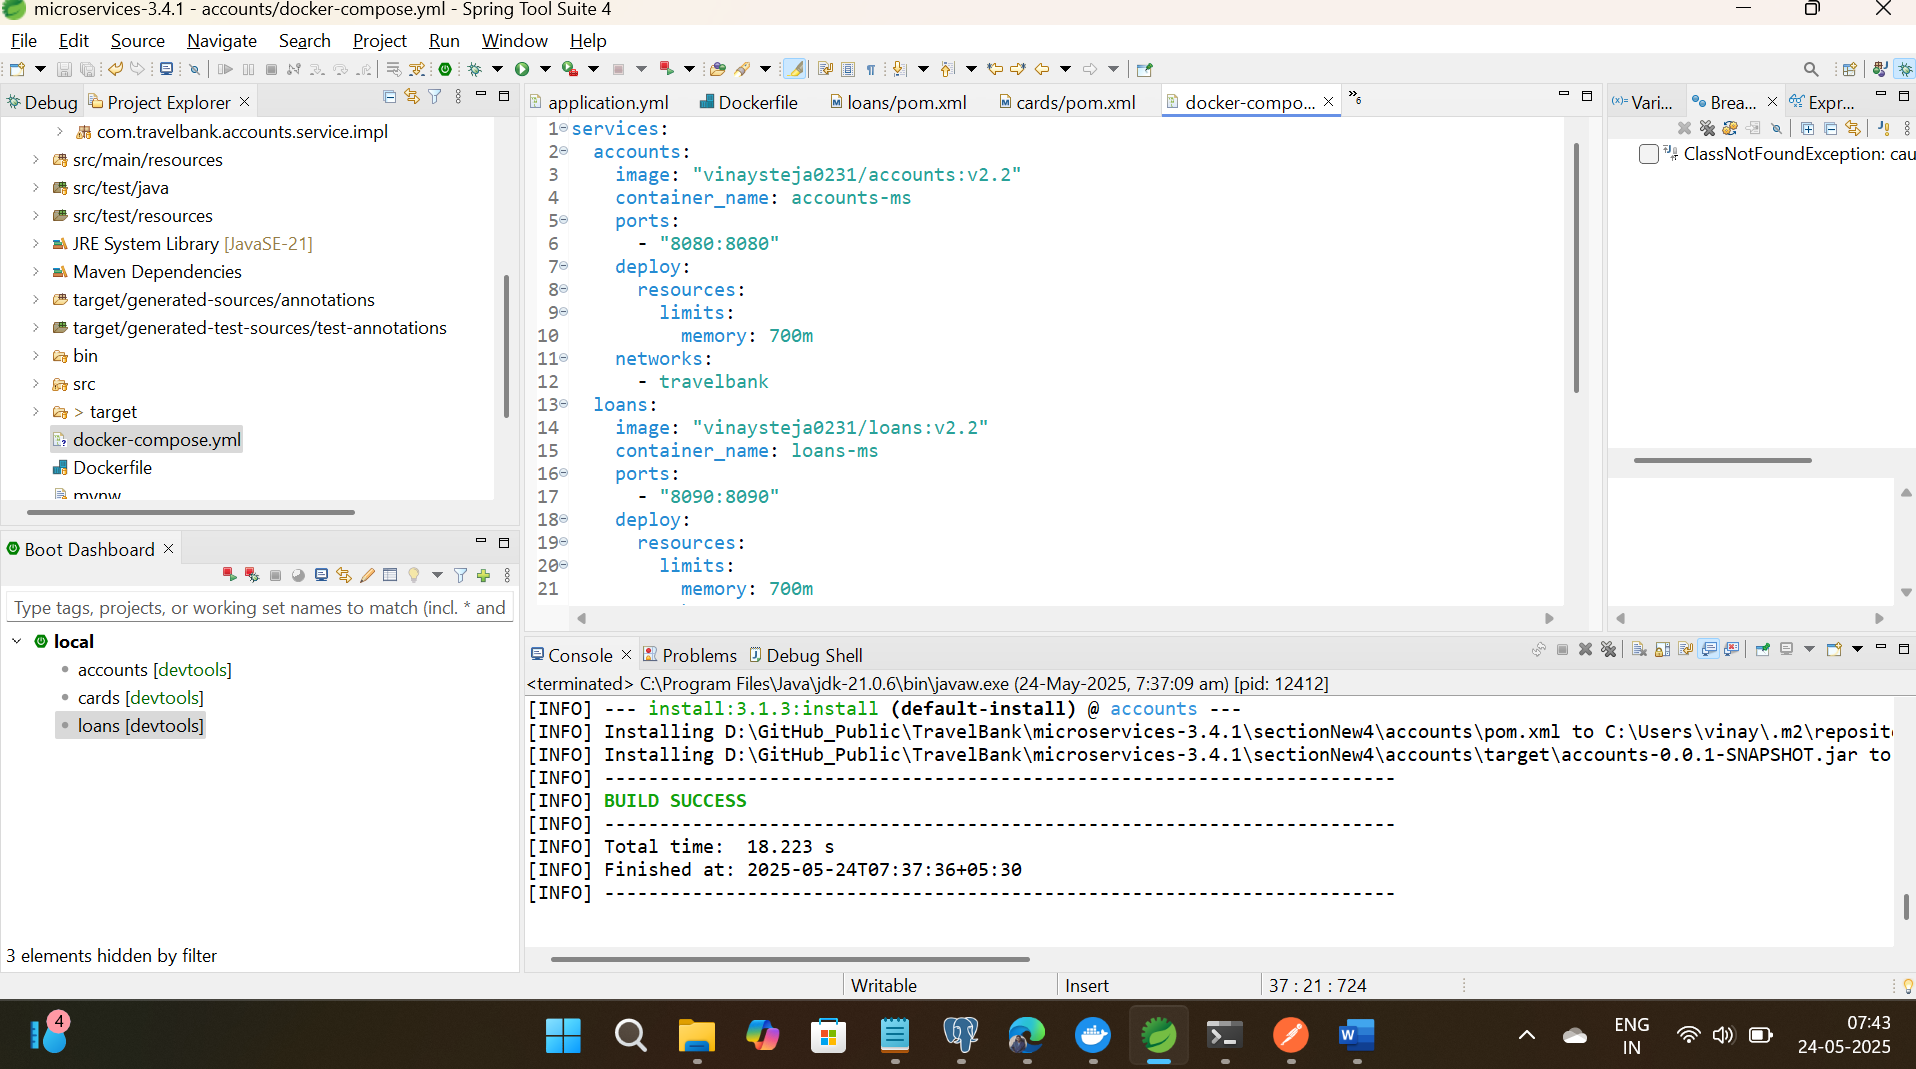 microservices-3.4.1 - accounts/docker-compose.yml - Spring Tool Suite 4
File Edit Source Navigate Search Project Run Window Help
Debug
Project Explorer
com.travelbank.accounts.service.impl
src/main/resources
src/test/java
src/test/resources
JRE System Library [JavaSE-21]
Maven Dependencies
target/generated-sources/annotations
target/generated-test-sources/test-annotations
bin
src
> target
docker-compose.yml
Dockerfile
mvnw
Boot Dashboard
Type tags, projects, or working set names to match (incl. * and
local
accounts [devtools]
cards [devtools]
loans [devtools]
3 elements hidden by filter
application.yml
Dockerfile
loans/pom.xml
cards/pom.xml
docker-compo...
»6
1 services:
2 accounts:
3 image: "vinaysteja0231/accounts:v2.2"
4 container_name: accounts-ms
5 ports:
6 - "8080:8080"
7 deploy:
8 resources:
9 limits:
10 memory: 700m
11 networks:
12 - travelbank
13 loans:
14 image: "vinaysteja0231/loans:v2.2"
15 container_name: loans-ms
16 ports:
17 - "8090:8090"
18 deploy:
19 resources:
20 limits:
21 memory: 700m
(x)= Vari...
Brea...
Expr...
ClassNotFoundException: cau
Console
Problems
Debug Shell
<terminated> C:\Program Files\Java\jdk-21.0.6\bin\javaw.exe (24-May-2025, 7:37:09 am) [pid: 12412]
[INFO] --- install:3.1.3:install (default-install) @ accounts ---
[INFO] Installing D:\GitHub_Public\TravelBank\microservices-3.4.1\sectionNew4\accounts\pom.xml to C:\Users\vinay\.m2\reposit
[INFO] Installing D:\GitHub_Public\TravelBank\microservices-3.4.1\sectionNew4\accounts\target\accounts-0.0.1-SNAPSHOT.jar to
[INFO] ------------------------------------------------------------------------
[INFO] BUILD SUCCESS
[INFO] ------------------------------------------------------------------------
[INFO] Total time:  18.223 s
[INFO] Finished at: 2025-05-24T07:37:36+05:30
[INFO] ------------------------------------------------------------------------
Writable
Insert
37 : 21 : 724
4
ENG
IN
07:43
24-05-2025